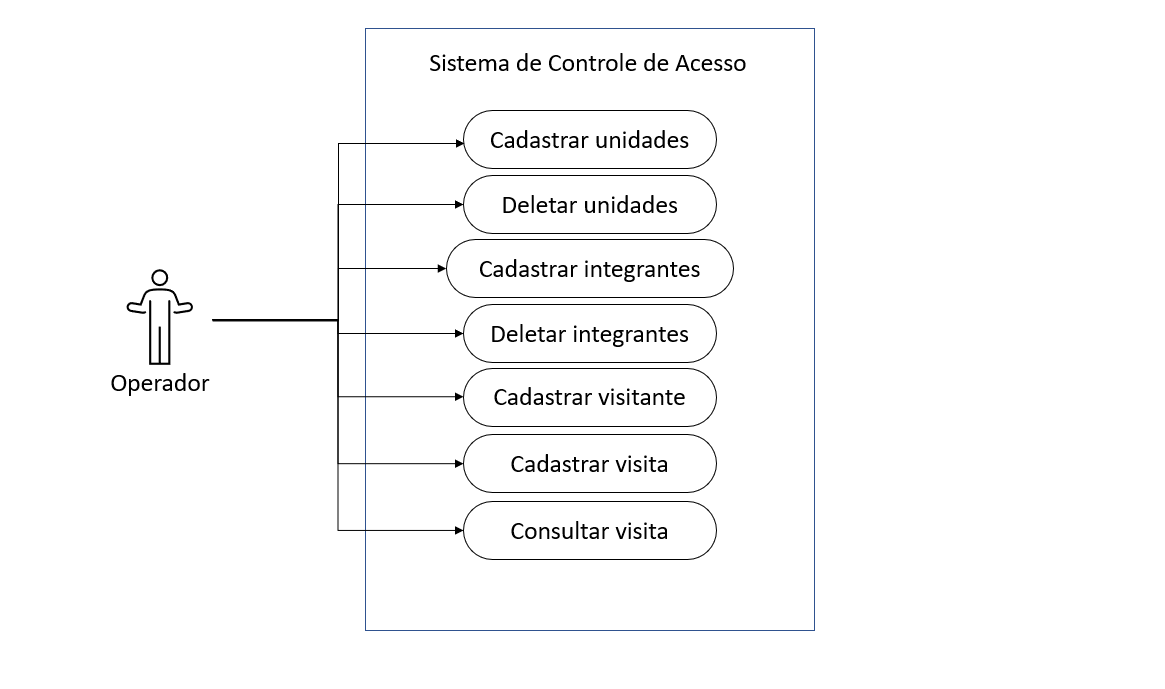 Sistema de Controle de Acesso
Cadastrar unidades
Deletar unidades
Cadastrar integrantes
Deletar integrantes
Operador
Cadastrar visitante
Cadastrar visita
Consultar visita